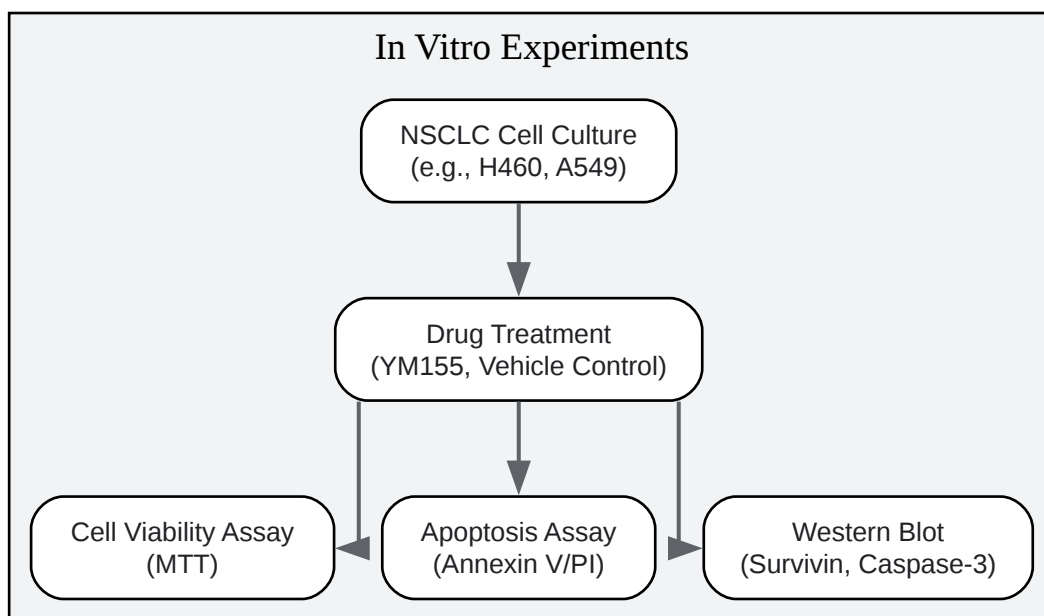 In Vitro Experiments
NSCLC Cell Culture
(e.g., H460, A549)
Drug Treatment
(YM155, Vehicle Control)
Cell Viability Assay
(MTT)
Apoptosis Assay
(Annexin V/PI)
Western Blot
(Survivin, Caspase-3)